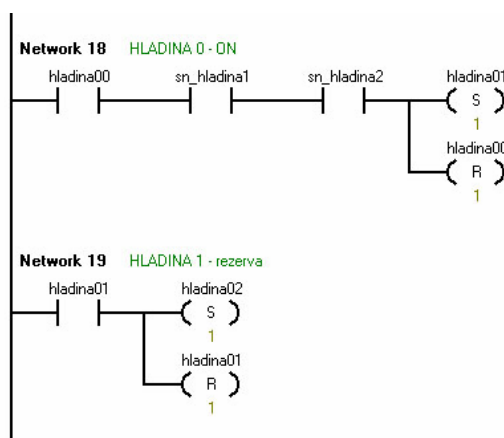 Network 18 HLADINA 0 - ON
hladina00 sn_hladina1 sn_hladina2 hladina01
S
1
hladina00
R
1
Network 19 HLADINA 1 - rezerva
hladina01 hladina02
S
1
hladina01
R
1